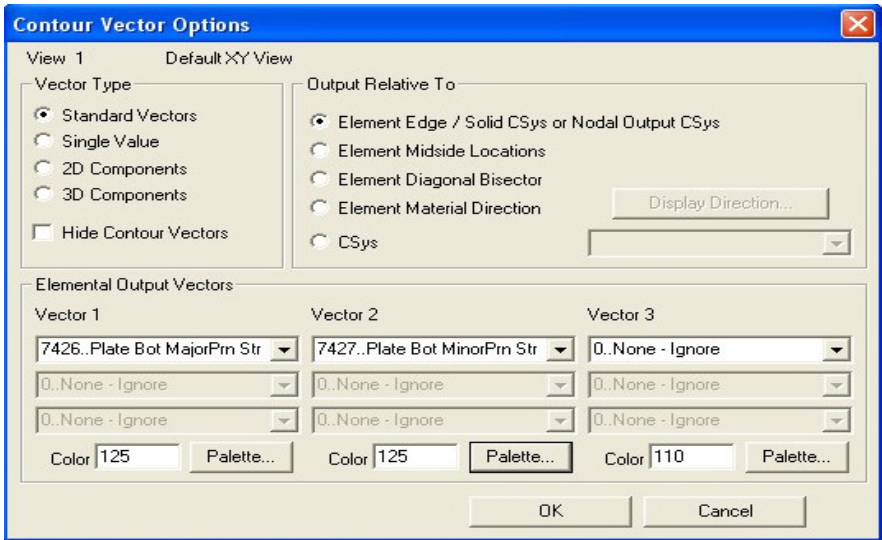 Contour Vector Options
View 1 Default XY View
Vector Type
Standard Vectors
Single Value
2D Components
3D Components
Hide Contour Vectors
Output Relative To
Element Edge / Solid CSys or Nodal Output CSys
Element Midside Locations
Element Diagonal Bisector
Element Material Direction
Display Direction...
CSys
Elemental Output Vectors
Vector 1 Vector 2 Vector 3
7426..Plate Bot MajorPrn Str 7427..Plate Bot MinorPrn Str 0..None - Ignore
0..None - Ignore 0..None - Ignore 0..None - Ignore
0..None - Ignore 0..None - Ignore 0..None - Ignore
Color 125 Palette... Color 125 Palette... Color 110 Palette...
OK Cancel